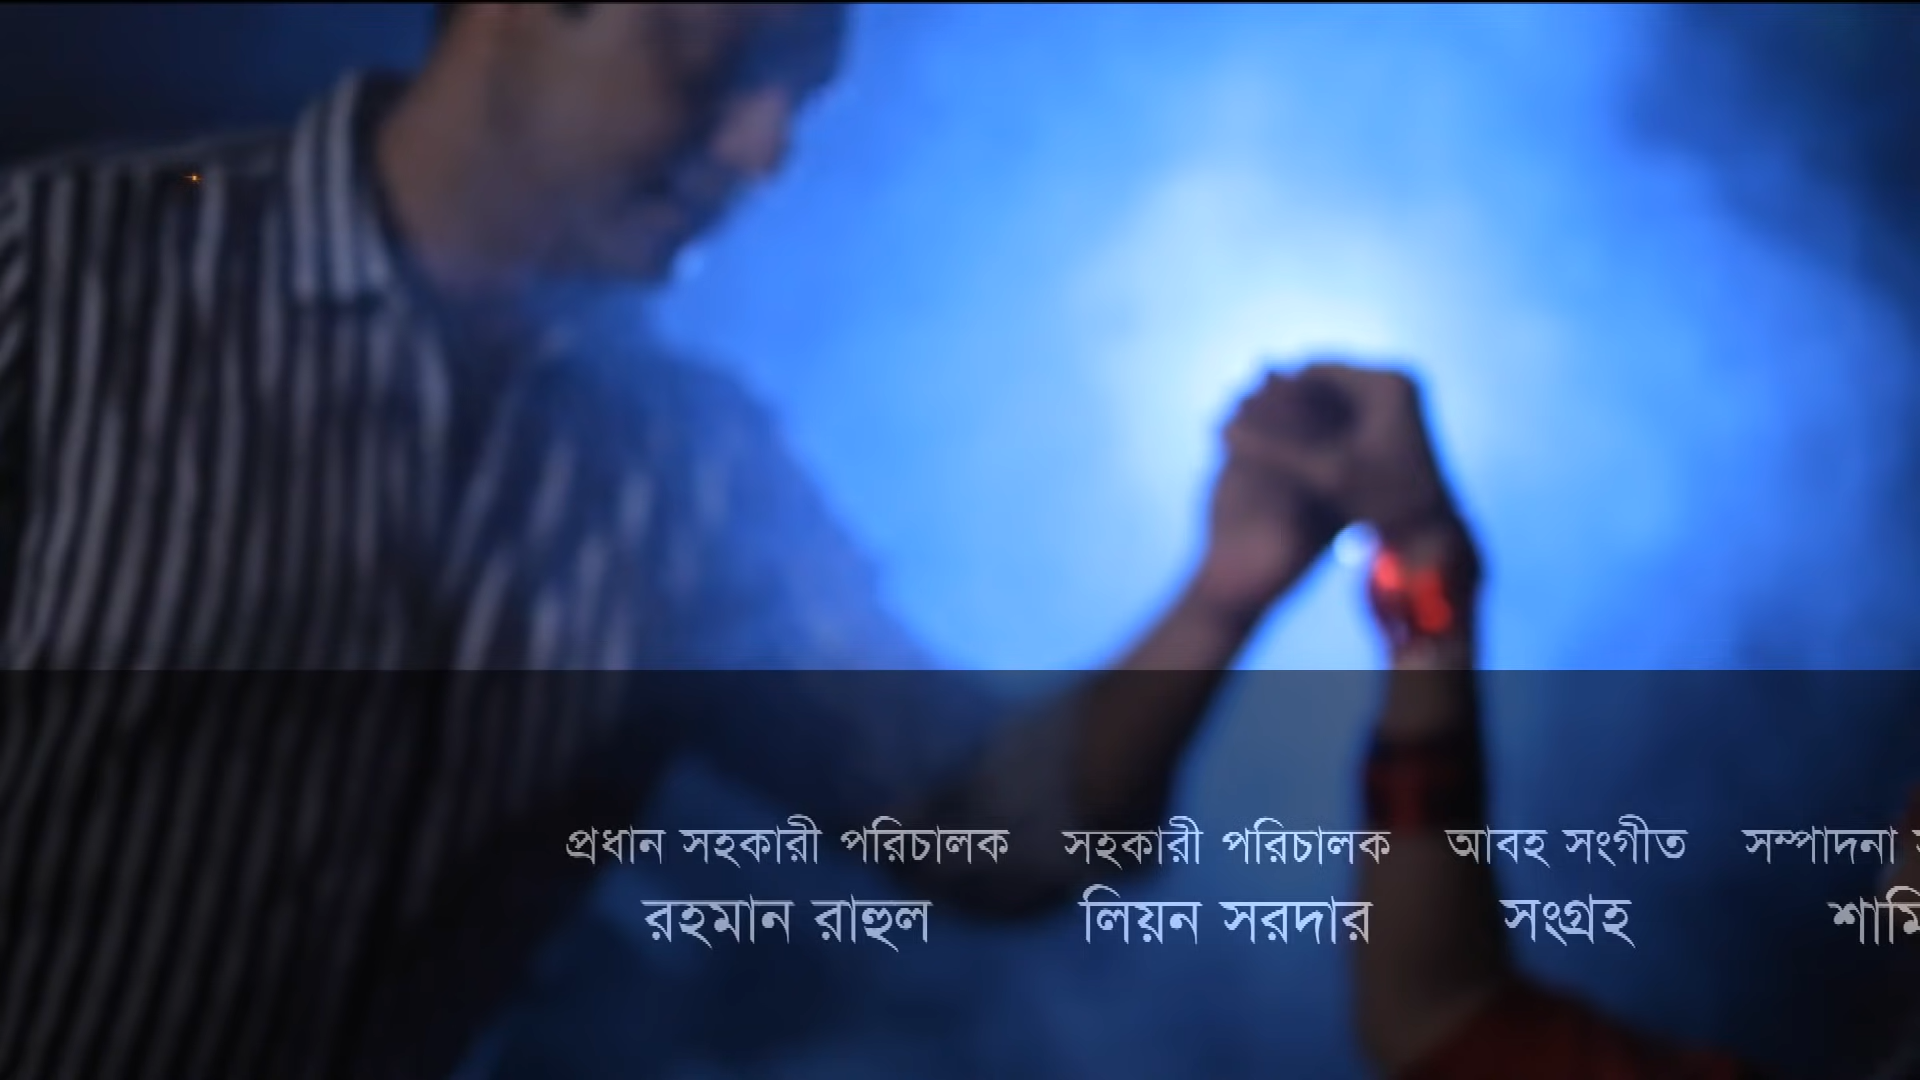 প্রধান সহকারী পরিচালক সহকারী পরিচালক আবহ সংগীত সম্পাদনা
রহমান রাহুল লিয়ন সরদার সংগ্রহ